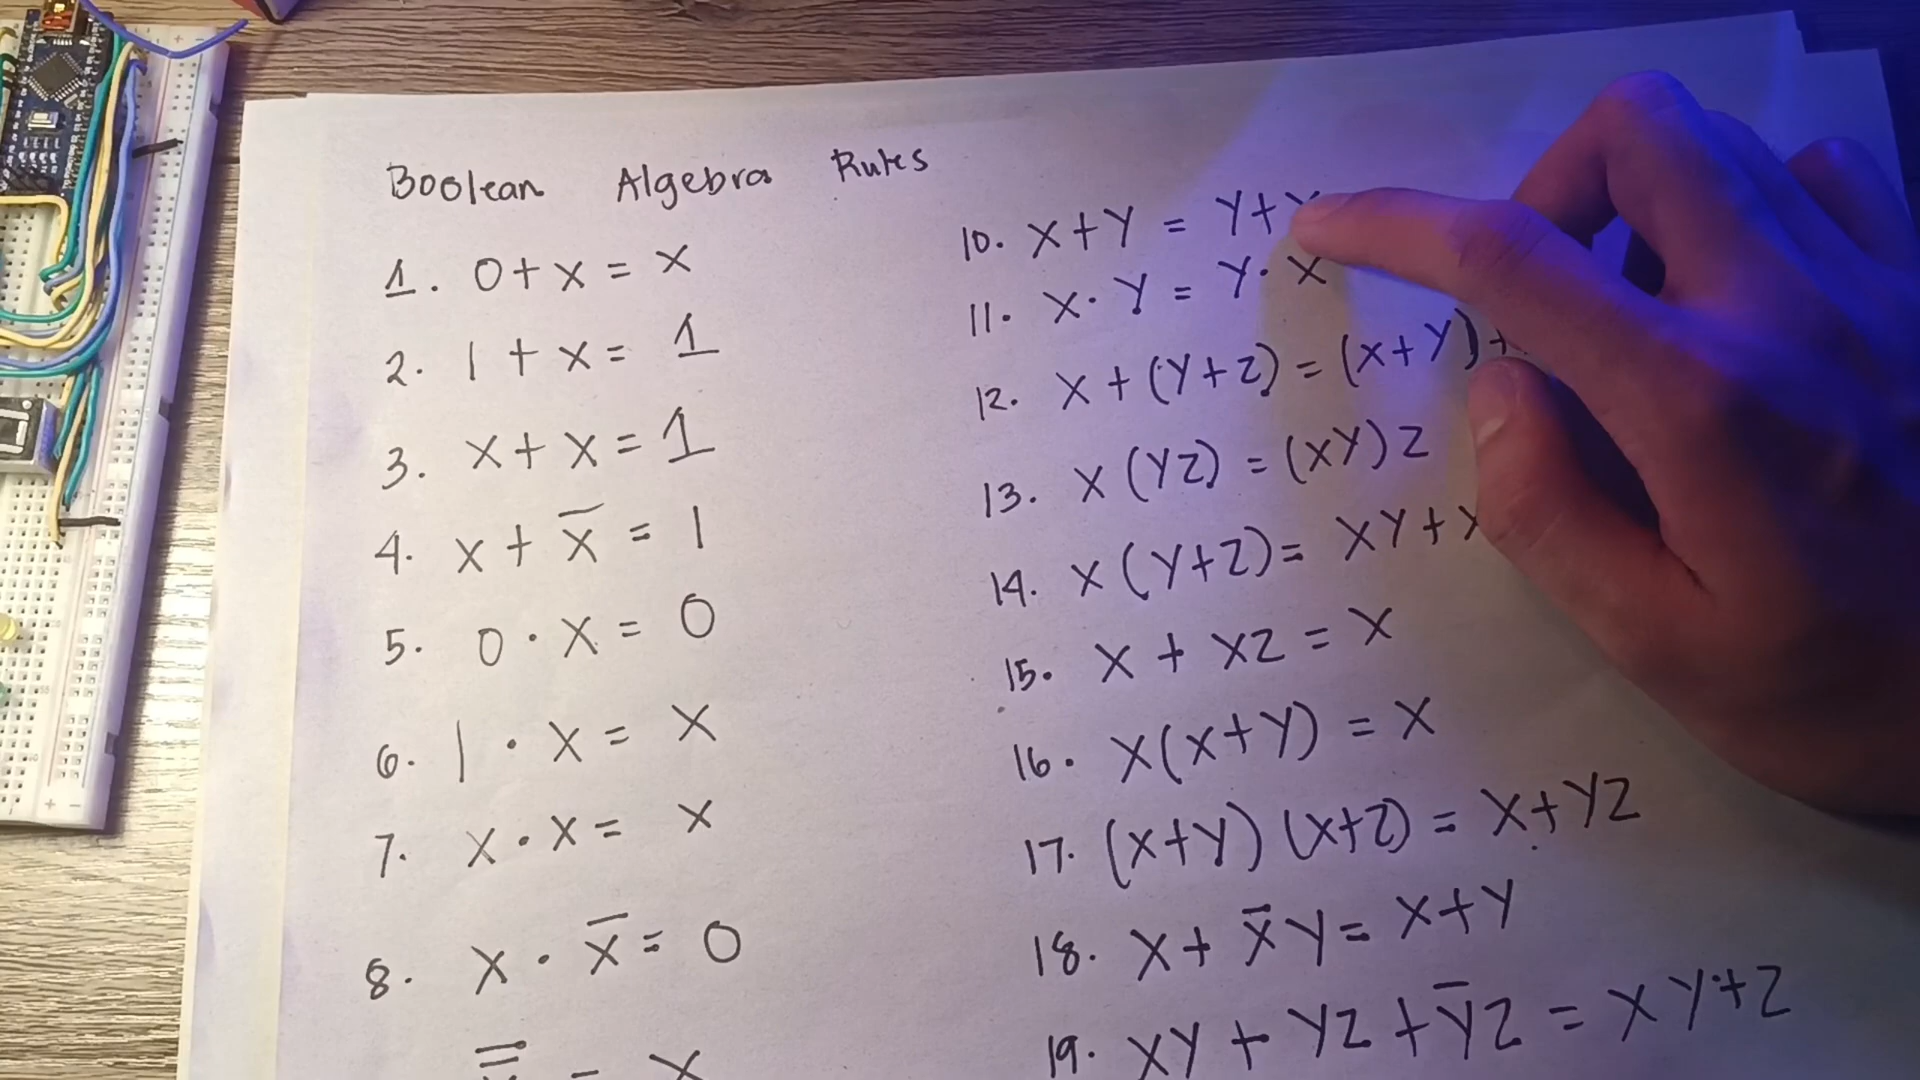 Boolean Algebra Rules
1. 0 + x = x
2. 1 + x = 1
3. x + x = 1
4. x + x̅ = 1
5. 0 · x = 0
6. 1 · x = x
7. x · x = x
8. x · x̅ = 0
= x
10. x + y = y +
11. x · y = y · x
12. x + (y + z) = (x + y) +
13. x (yz) = (xy) z
14. x (y + z) = xy +
15. x + xz = x
16. x (x + y) = x
17. (x + y) (x + z) = x + yz
18. x + x̅y = x + y
19. xy + yz + y̅z = xy + z